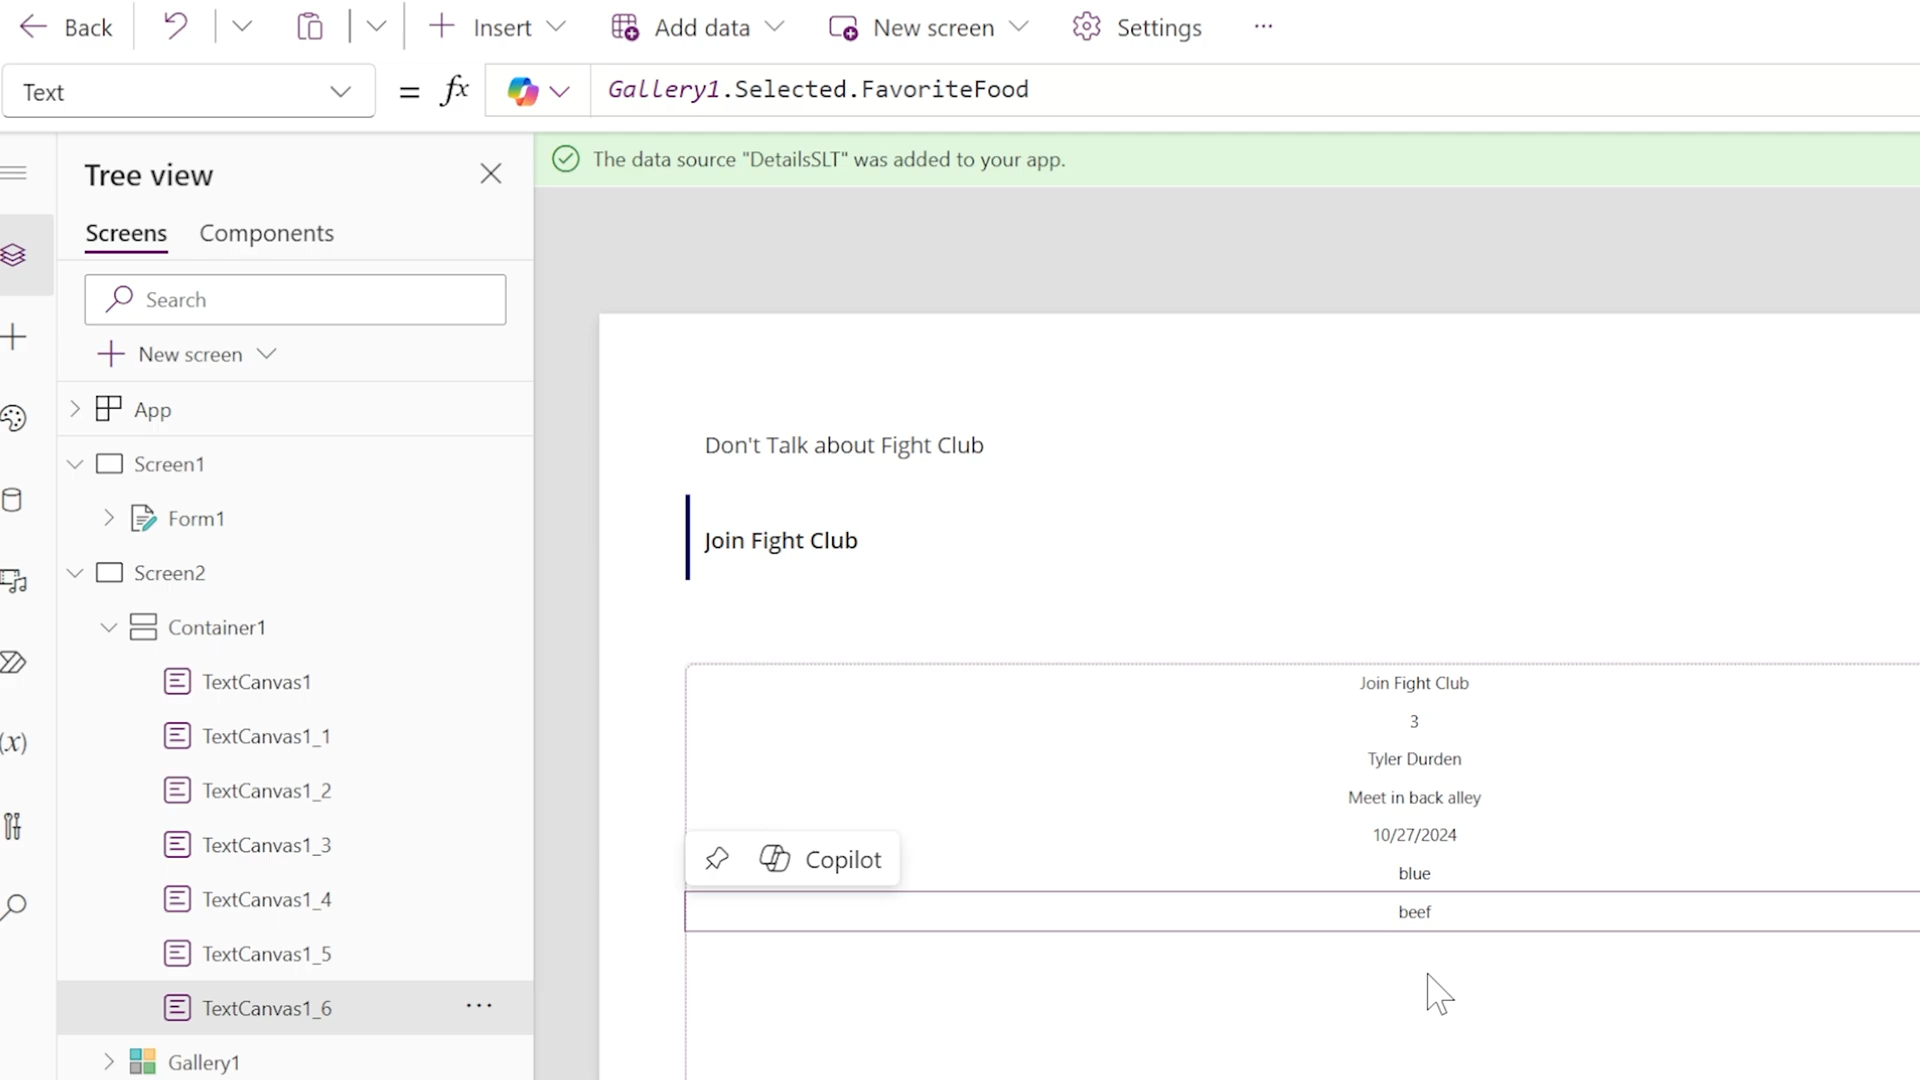 Back
Insert
Add data
New screen
Settings
...
Text
= fx
Gallery1.Selected.FavoriteFood
Tree view
The data source "DetailsSLT" was added to your app.
Screens
Components
Search
New screen
App
Screen1
Form1
Screen2
Container1
TextCanvas1
TextCanvas1_1
TextCanvas1_2
TextCanvas1_3
TextCanvas1_4
TextCanvas1_5
TextCanvas1_6
...
Gallery1
(x)
Don't Talk about Fight Club
Join Fight Club
Join Fight Club
3
Tyler Durden
Meet in back alley
10/27/2024
blue
Copilot
beef